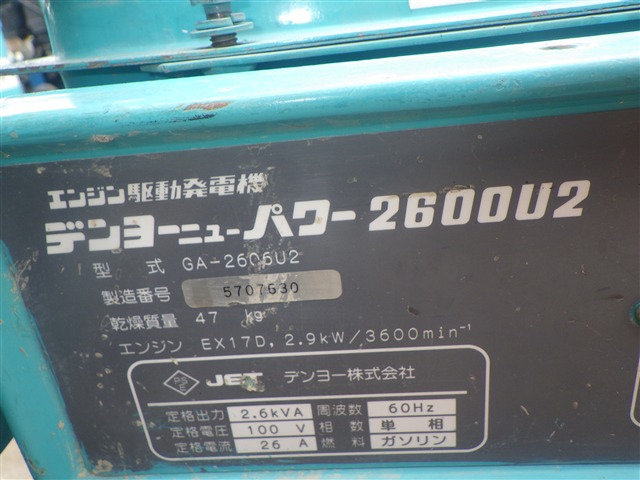 エンジン駆動発電機
デンヨーニューパワー2600U2
型 式 GA-2606U2
製造番号 5707630
乾燥質量 47 kg
エンジン EX17D, 2.9kW/3600min⁻¹
PS E JET デンヨー株式会社
定格出力 2.6kVA 周波数 60Hz
定格電圧 100 V 相数 単相
定格電流 26 A 燃料 ガソリン